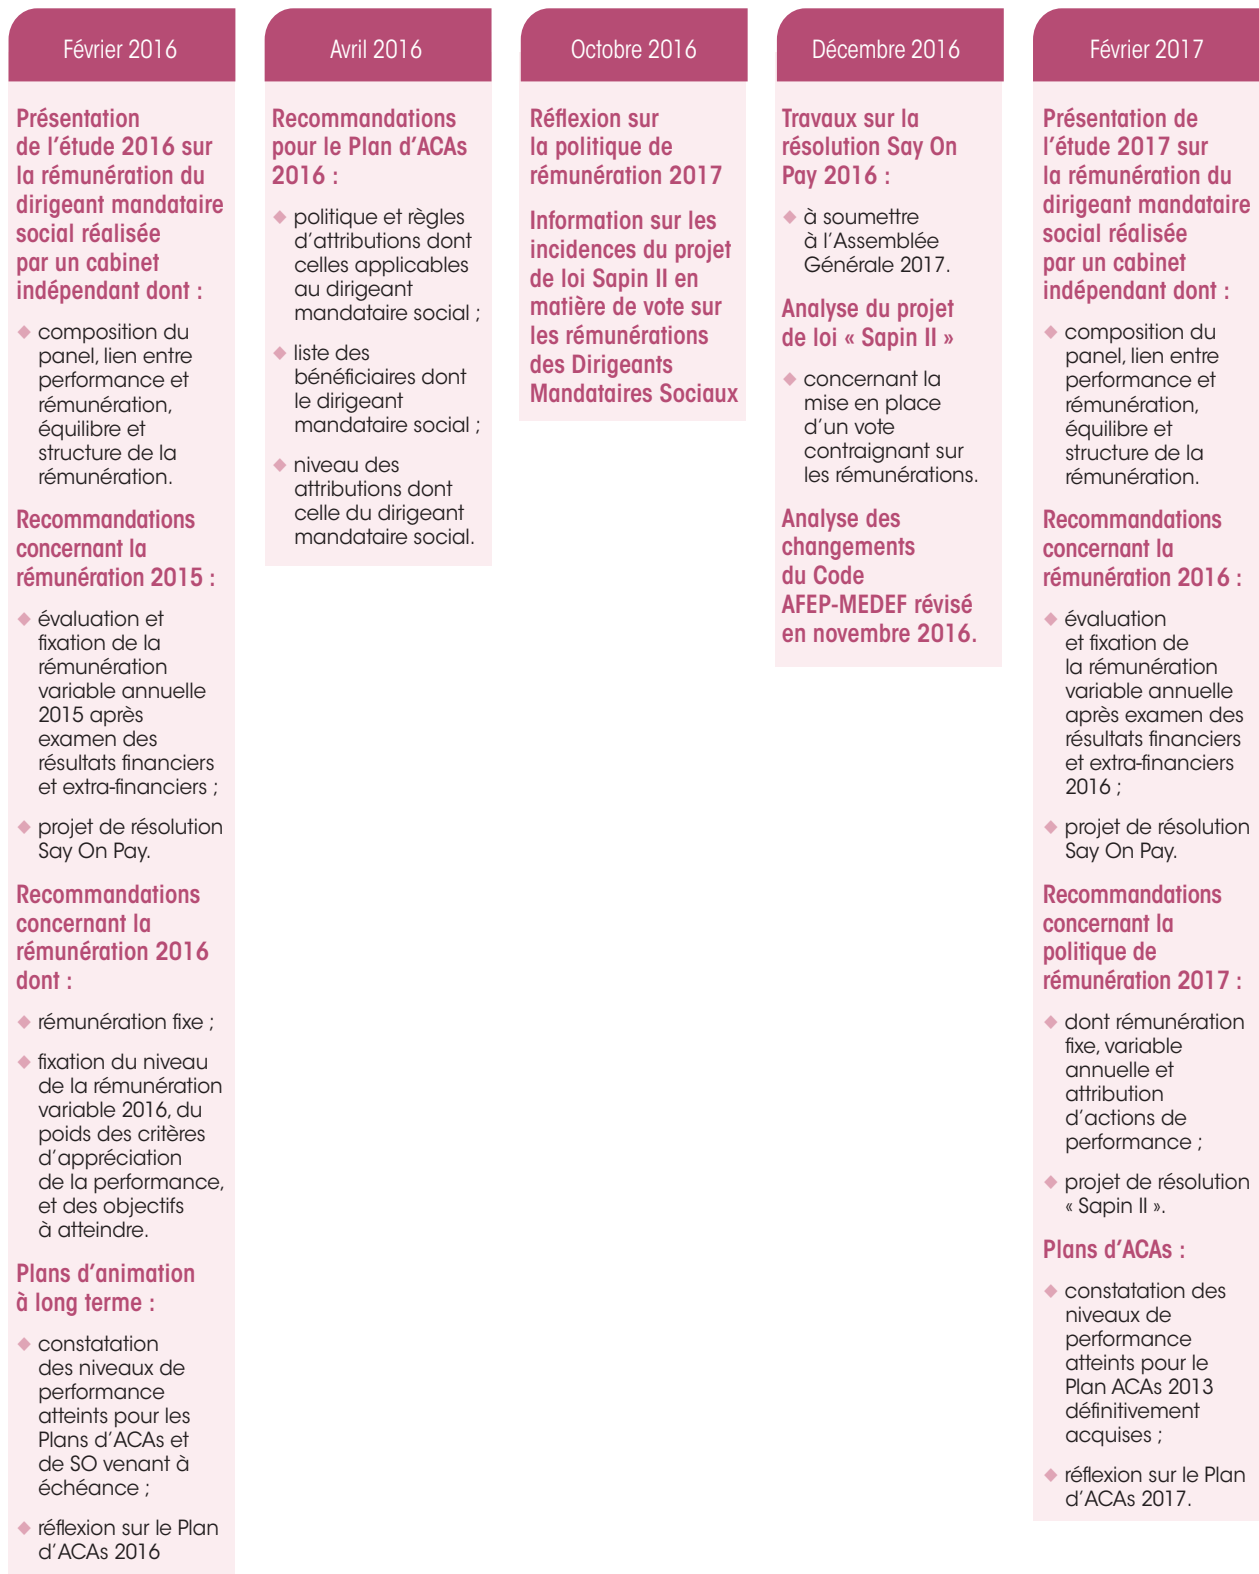 Février 2016
Présentation
de l’étude 2016 sur
la rémunération du
dirigeant mandataire
social réalisée
par un cabinet
indépendant dont :
◆ composition du
panel, lien entre
performance et
rémunération,
équilibre et
structure de la
rémunération.
Recommandations
concernant la
rémunération 2015 :
◆ évaluation et
fixation de la
rémunération
variable annuelle
2015 après
examen des
résultats financiers
et extra-financiers ;
◆ projet de résolution
Say On Pay.
Recommandations
concernant la
rémunération 2016
dont :
◆ rémunération fixe ;
◆ fixation du niveau
de la rémunération
variable 2016, du
poids des critères
d’appréciation
de la performance,
et des objectifs
à atteindre.
Plans d’animation
à long terme :
◆ constatation
des niveaux de
performance
atteints pour les
Plans d’ACAs et
de SO venant à
échéance ;
◆ réflexion sur le Plan
d’ACAs 2016
Avril 2016
Recommandations
pour le Plan d’ACAs
2016 :
◆ politique et règles
d’attributions dont
celles applicables
au dirigeant
mandataire social ;
◆ liste des
bénéficiaires dont
le dirigeant
mandataire social ;
◆ niveau des
attributions dont
celle du dirigeant
mandataire social.
Octobre 2016
Réflexion sur
la politique de
rémunération 2017
Information sur les
incidences du projet
de loi Sapin II en
matière de vote sur
les rémunérations
des Dirigeants
Mandataires Sociaux
Décembre 2016
Travaux sur la
résolution Say On
Pay 2016 :
◆ à soumettre
à l’Assemblée
Générale 2017.
Analyse du projet
de loi « Sapin II »
◆ concernant la
mise en place
d’un vote
contraignant sur
les rémunérations.
Analyse des
changements
du Code
AFEP-MEDEF révisé
en novembre 2016.
Février 2017
Présentation de
l’étude 2017 sur
la rémunération du
dirigeant mandataire
social réalisée
par un cabinet
indépendant dont :
◆ composition du
panel, lien entre
performance et
rémunération,
équilibre et
structure de la
rémunération.
Recommandations
concernant la
rémunération 2016 :
◆ évaluation
et fixation de
la rémunération
variable annuelle
après examen des
résultats financiers
et extra-financiers
2016 ;
◆ projet de résolution
Say On Pay.
Recommandations
concernant la
politique de
rémunération 2017 :
◆ dont rémunération
fixe, variable
annuelle et
attribution
d’actions de
performance ;
◆ projet de résolution
« Sapin II ».
Plans d’ACAs :
◆ constatation des
niveaux de
performance
atteints pour le
Plan ACAs 2013
définitivement
acquises ;
◆ réflexion sur le Plan
d’ACAs 2017.